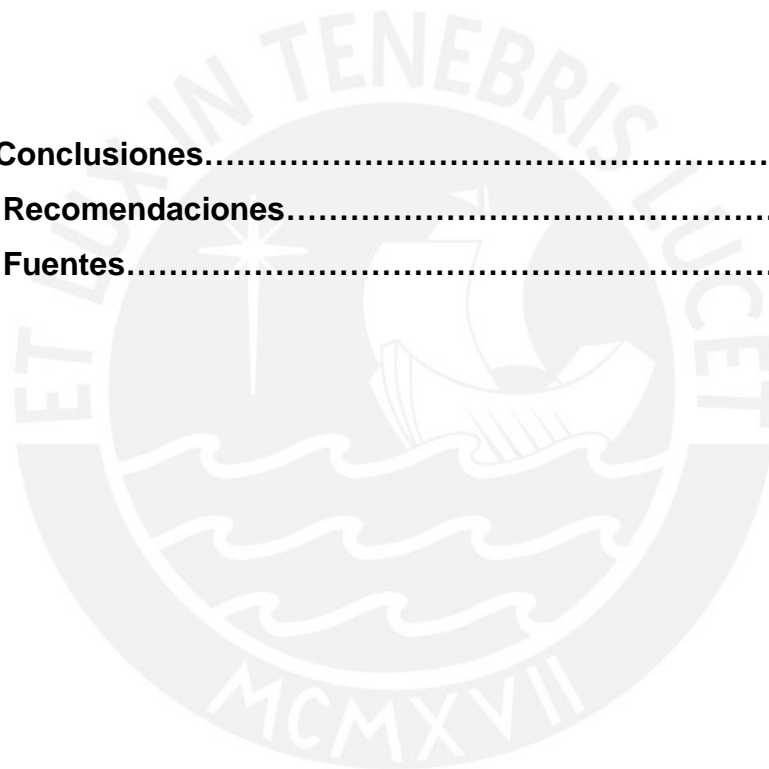 Conclusiones……………………………………………………
Recomendaciones……………………………………………
Fuentes…………………………………………………………
ET LUX IN TENEBRIS LUCET
MCMXVII